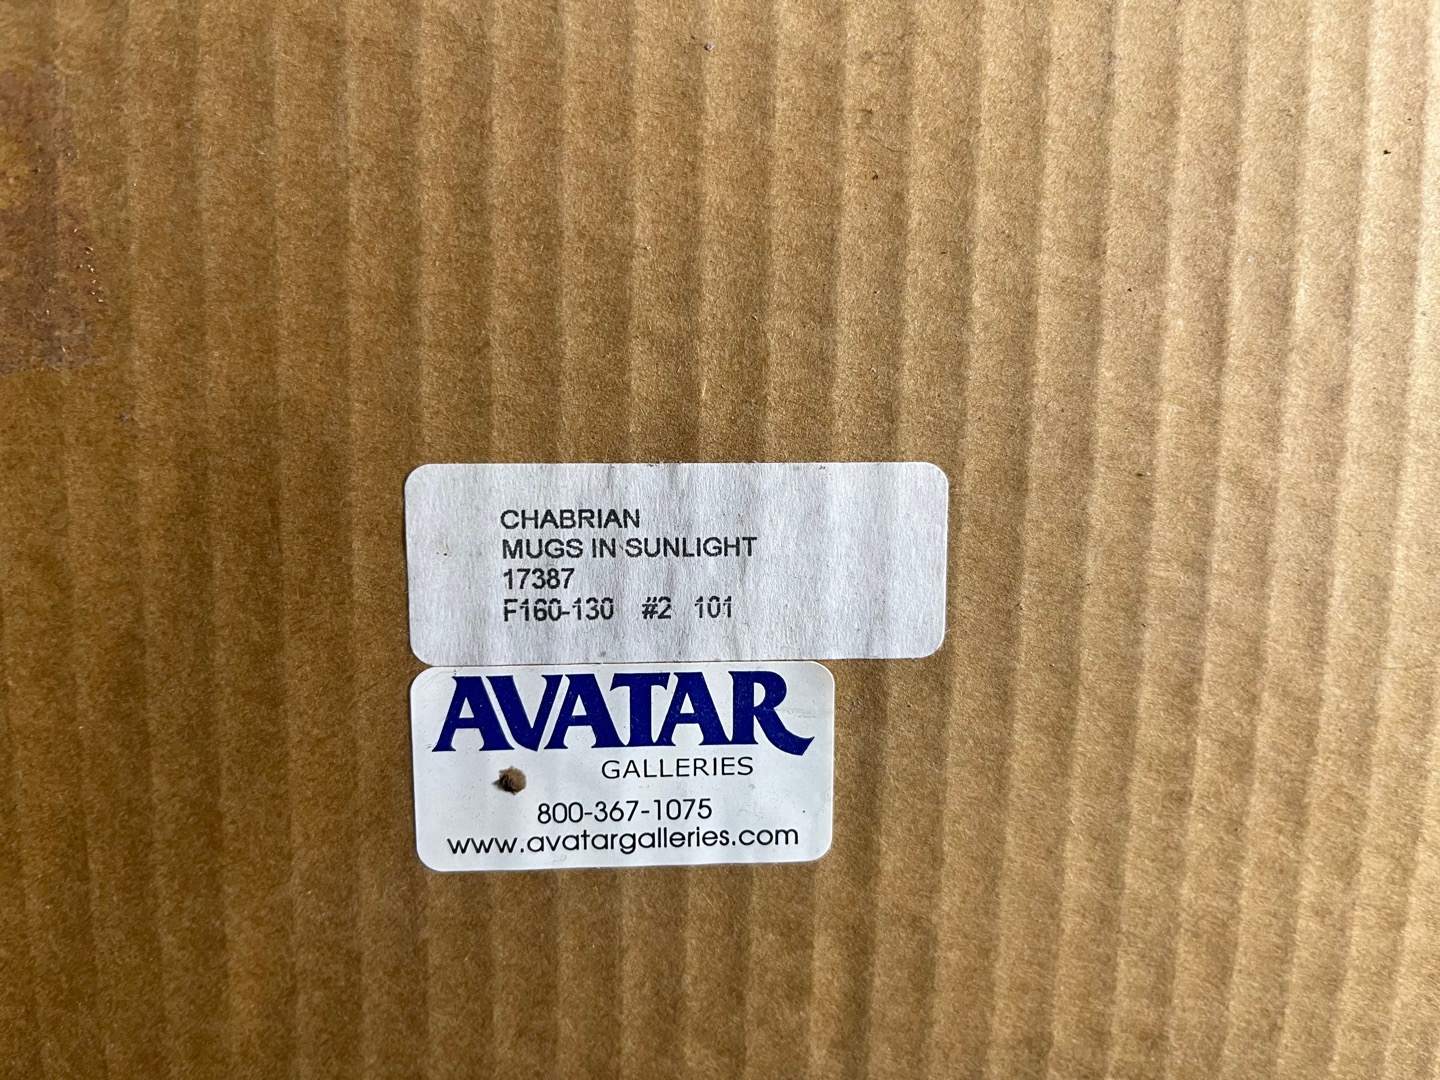 CHABRIAN
MUGS IN SUNLIGHT
17387
F160-130 #2 101
AVATAR
GALLERIES
800-367-1075
www.avatargalleries.com